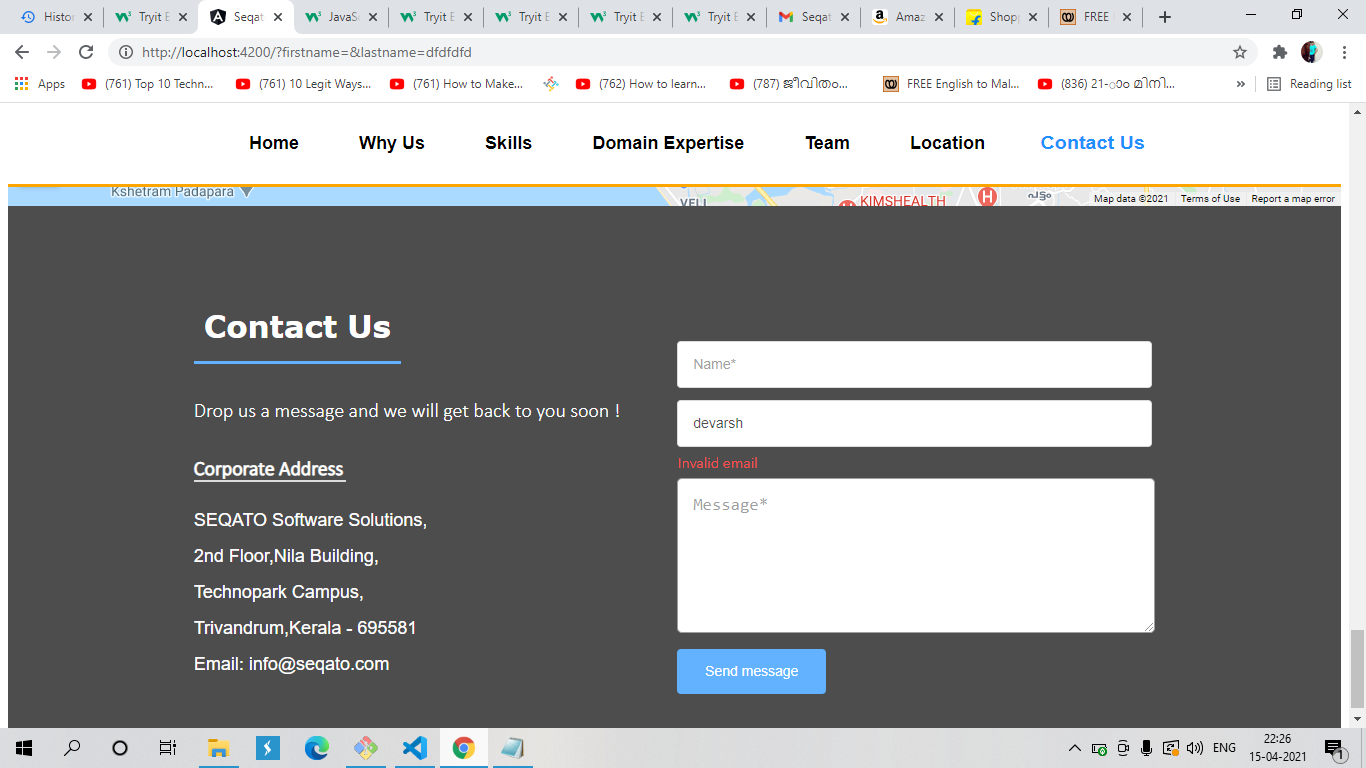 Histor
Tryit E
Seqat
JavaSc
Tryit E
Tryit E
Tryit E
Tryit E
Seqat
Amaz
Shopp
FREE
http://localhost:4200/?firstname=&lastname=dfdfdfd
Apps
(761) Top 10 Techn...
(761) 10 Legit Ways...
(761) How to Make...
(762) How to learn...
(787) ജീവിതം...
FREE English to Mal...
(836) 21-ാം മിനി...
»
Reading list
Home
Why Us
Skills
Domain Expertise
Team
Location
Contact Us
Kshetram Padapara
VELI
KIMSHEALTH
H
H
പട്ടം
Map data ©2021
Terms of Use
Report a map error
Contact Us
Drop us a message and we will get back to you soon !
Corporate Address
SEQATO Software Solutions,
2nd Floor,Nila Building,
Technopark Campus,
Trivandrum,Kerala - 695581
Email: info@seqato.com
Name*
devarsh
Invalid email
Message*
Send message
ENG
22:26
15-04-2021
1